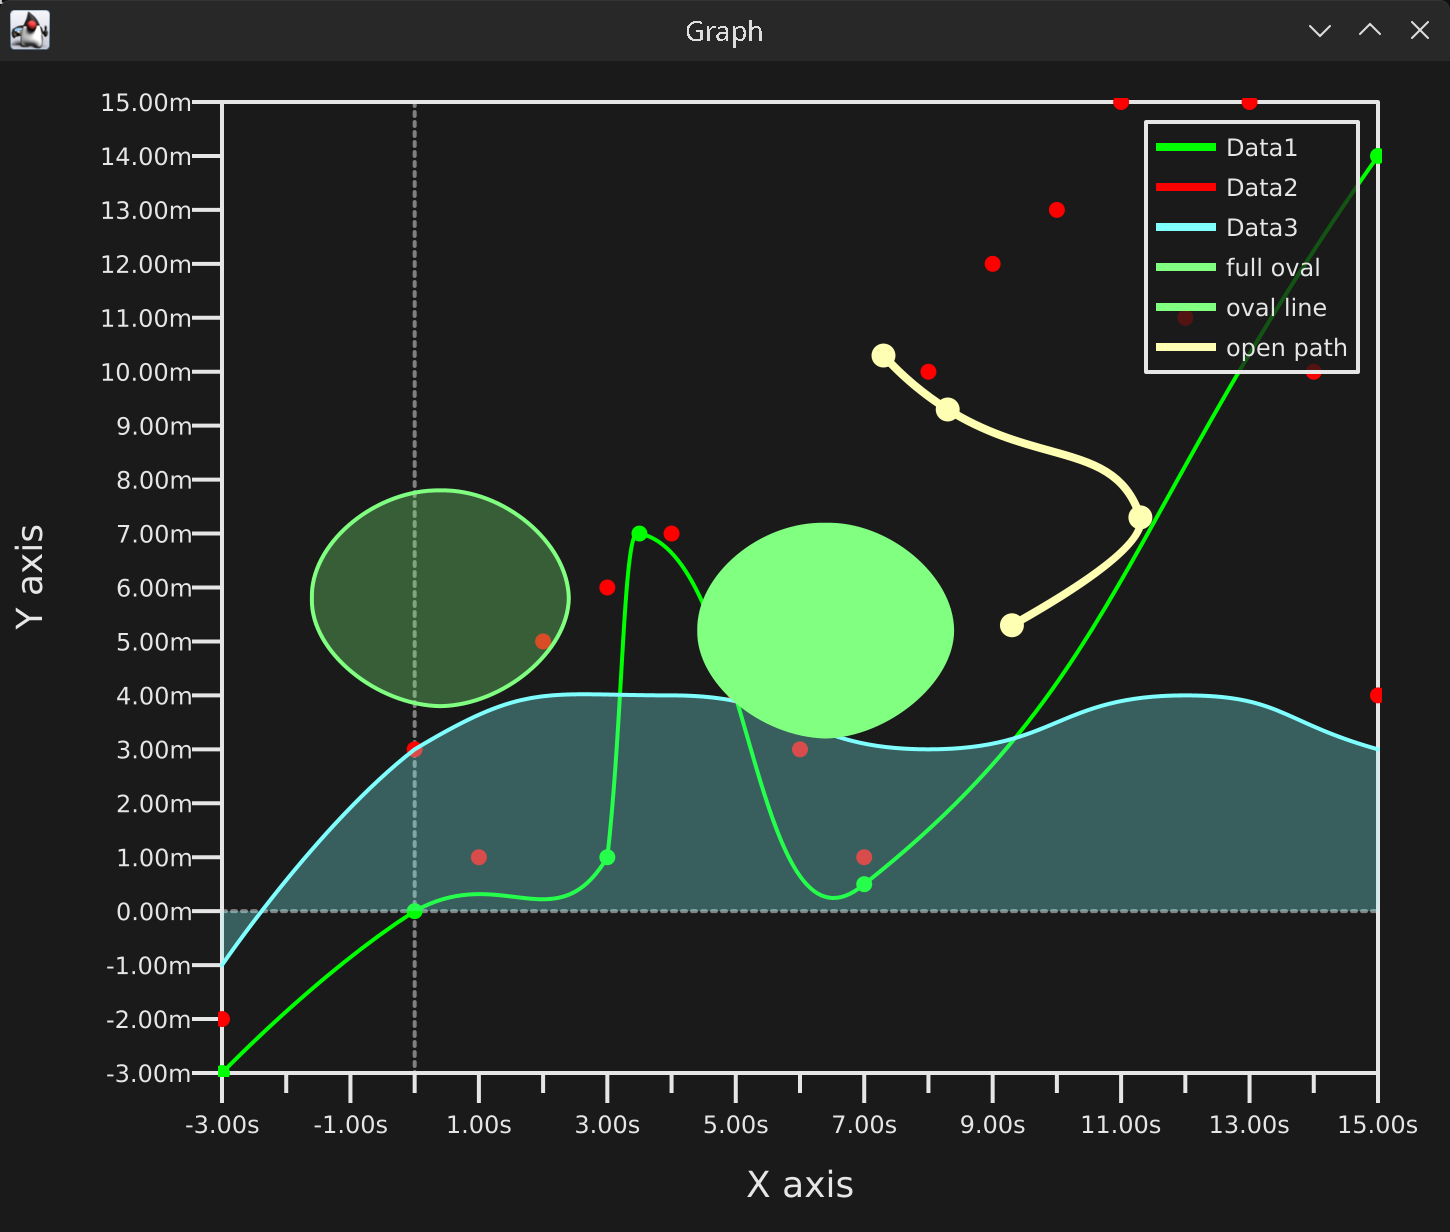 Graph
15.00m
14.00m
13.00m
12.00m
11.00m
10.00m
9.00m
8.00m
7.00m
6.00m
5.00m
4.00m
3.00m
2.00m
1.00m
0.00m
-1.00m
-2.00m
-3.00m
Y axis
Data1
Data2
Data3
full oval
oval line
open path
-3.00s -1.00s 1.00s 3.00s 5.00s 7.00s 9.00s 11.00s 13.00s 15.00s
X axis